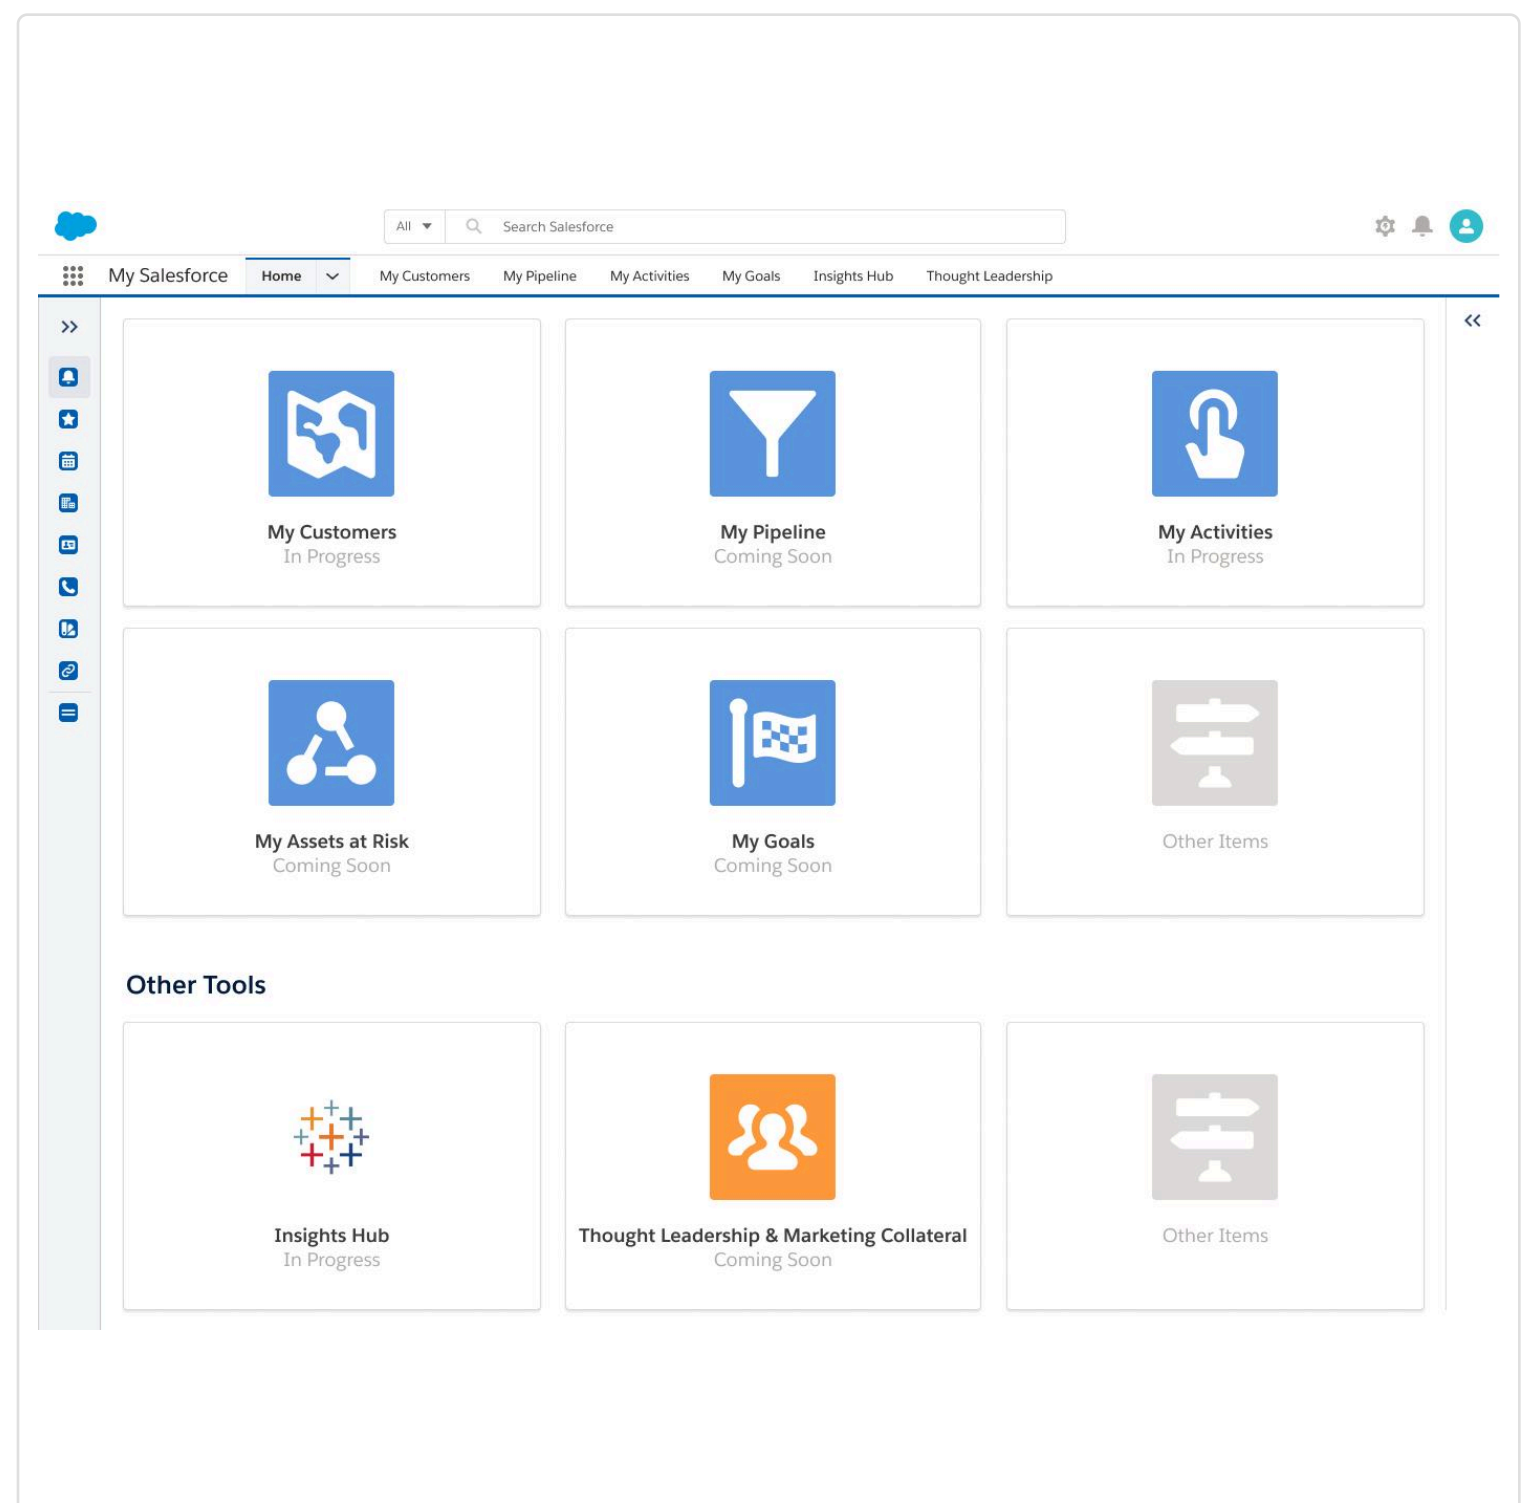 All
Search Salesforce
My Salesforce
Home
My Customers
My Pipeline
My Activities
My Goals
Insights Hub
Thought Leadership
My Customers
In Progress
My Pipeline
Coming Soon
My Activities
In Progress
My Assets at Risk
Coming Soon
My Goals
Coming Soon
Other Items
Other Tools
Insights Hub
In Progress
Thought Leadership & Marketing Collateral
Coming Soon
Other Items